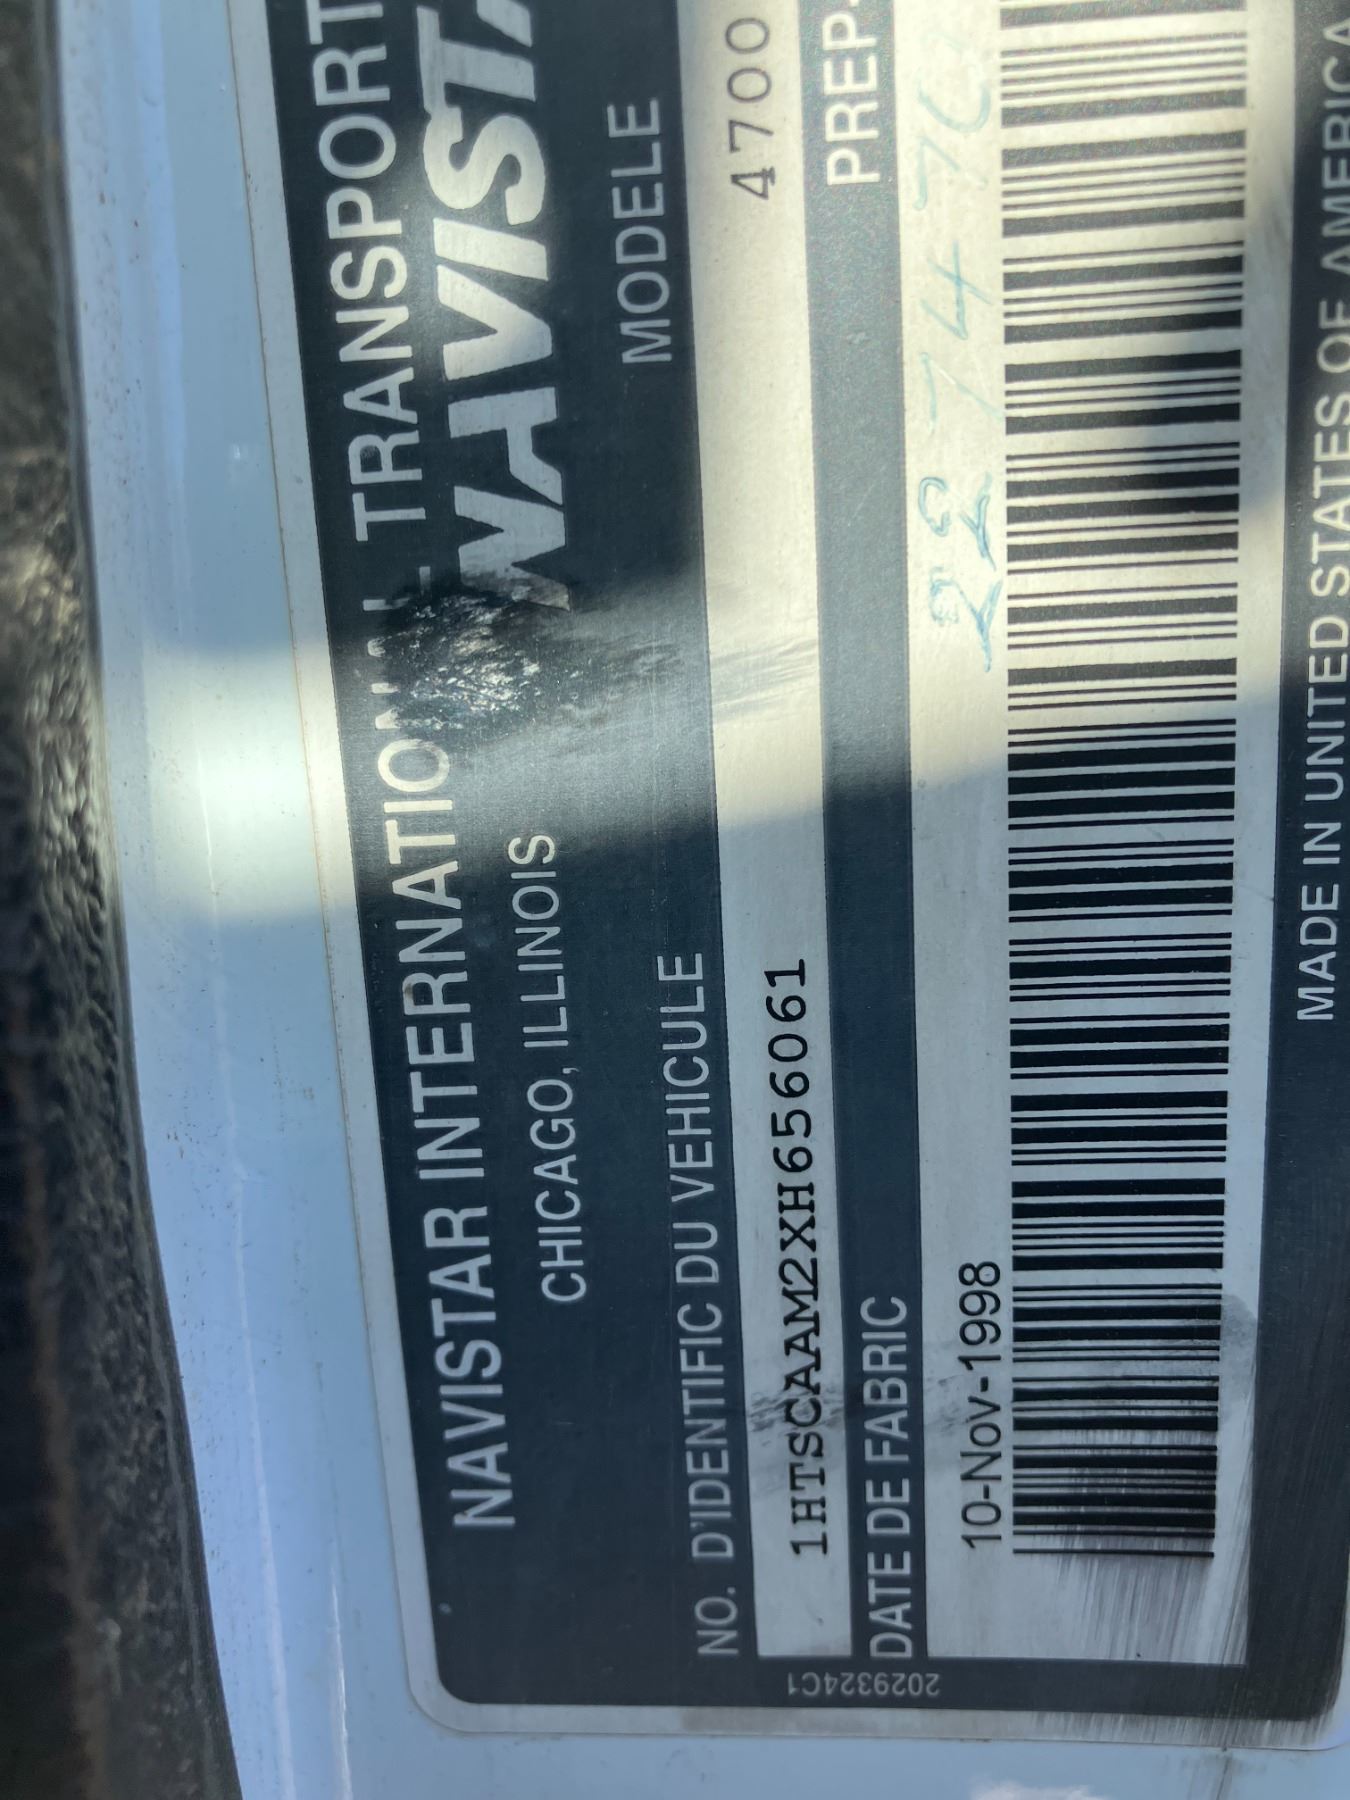 NAVISTAR INTERNATIONAL TRANSPORT
CHICAGO, ILLINOIS
NAVISTA
NO. D'IDENTIFIC DU VEHICULE MODELE
1HTSCAAM2XH656061 4700
DATE DE FABRIC PREP.
10-Nov-1998
MADE IN UNITED STATES OF AMERICA
2029324C1